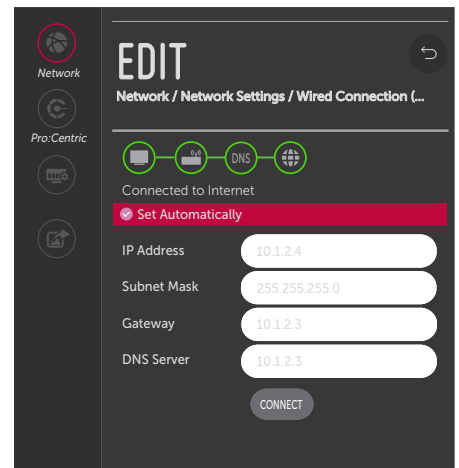 Network
Pro:Centric
EDIT
Network / Network Settings / Wired Connection (...
DNS
Connected to Internet
Set Automatically
IP Address 10.1.2.4
Subnet Mask 255.255.255.0
Gateway 10.1.2.3
DNS Server 10.1.2.3
CONNECT